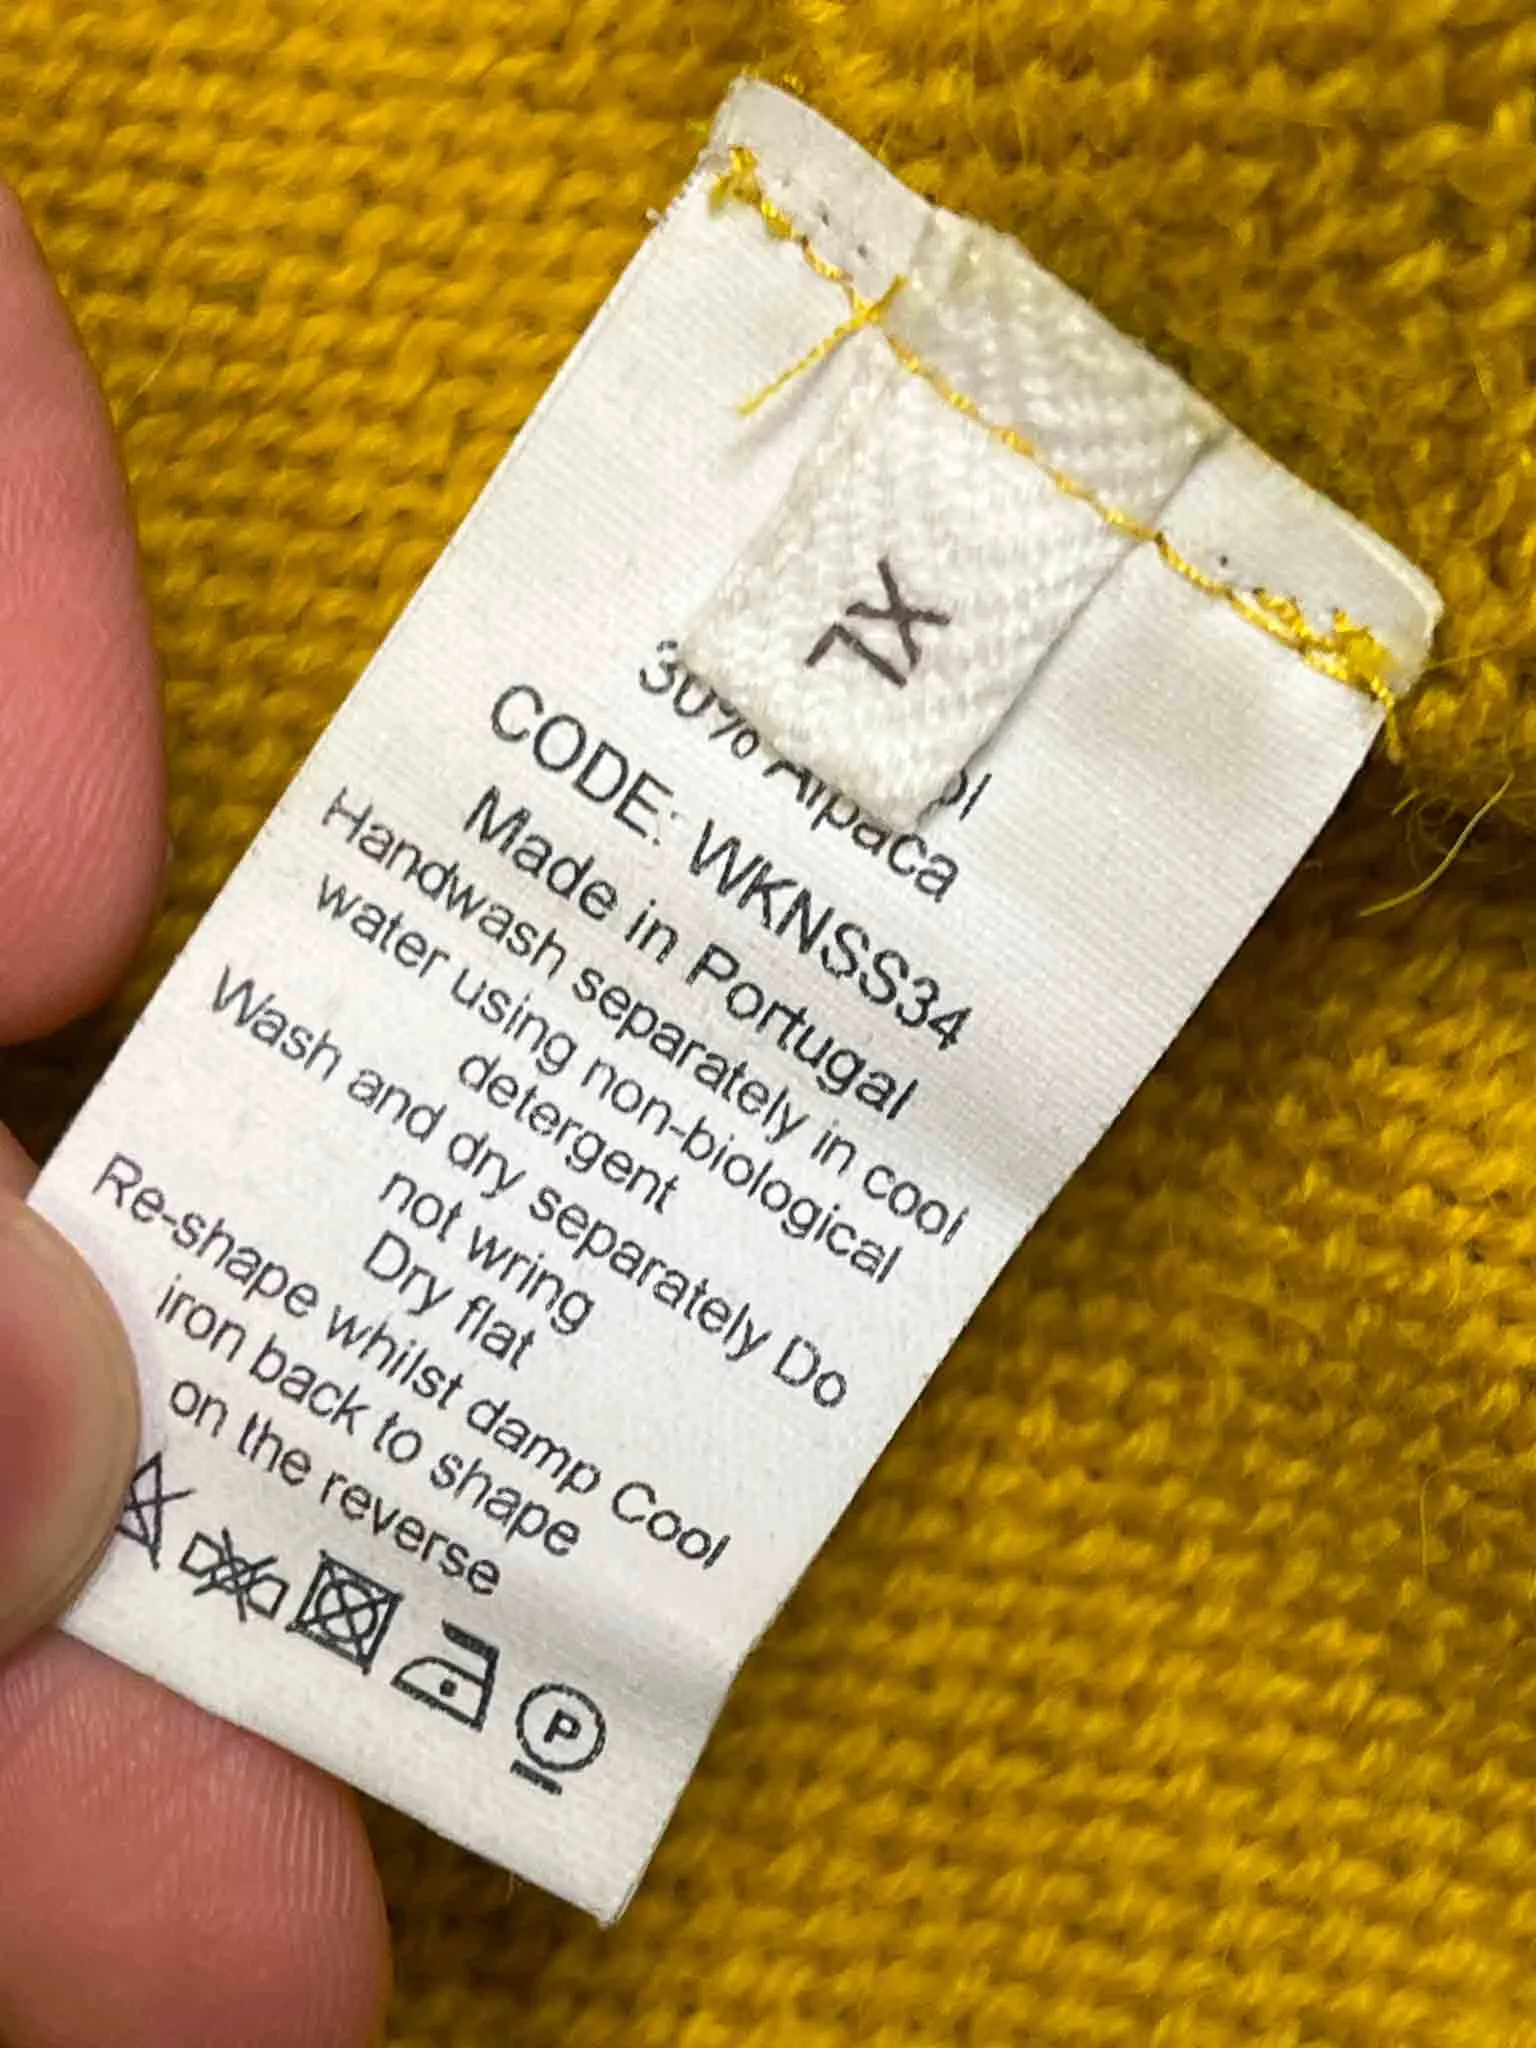 XL
30% Alpaca
CODE: WKNSS34
Made in Portugal
Handwash separately in cool
water using non-biological
detergent
Wash and dry separately Do
not wring
Dry flat
Re-shape whilst damp Cool
iron back to shape
on the reverse
P